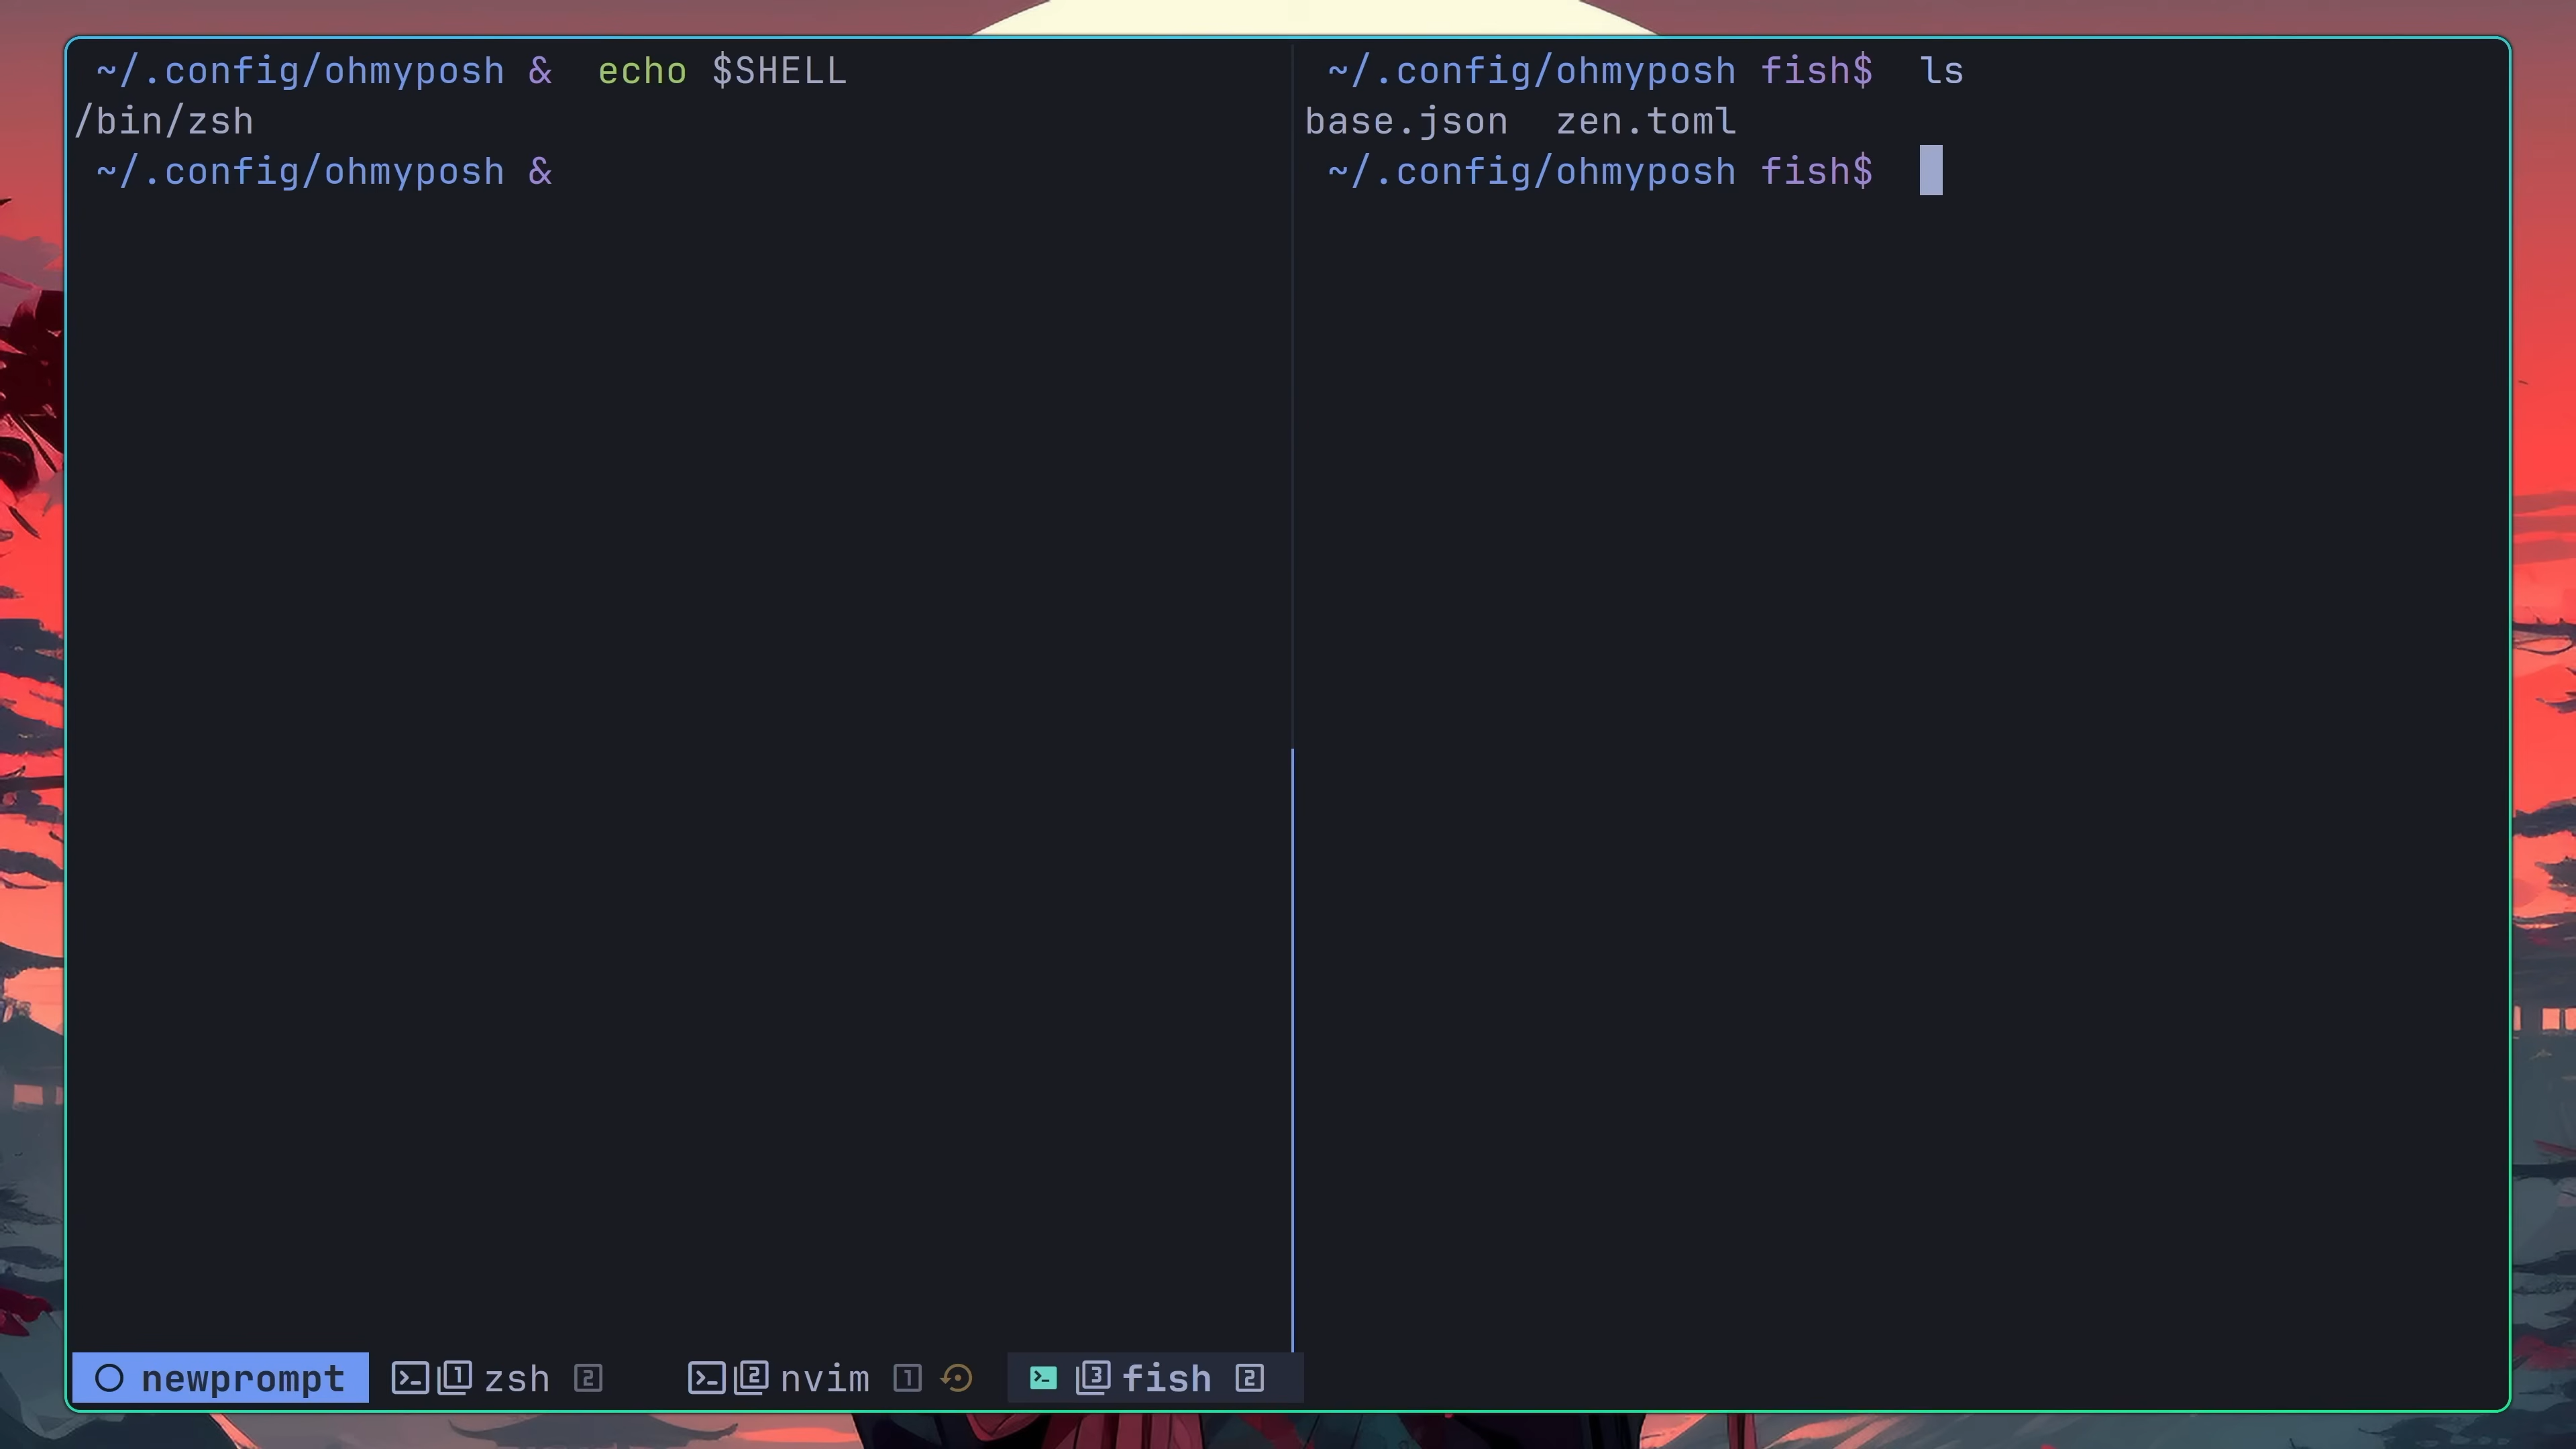 ~/.config/ohmyposh & echo $SHELL
/bin/zsh
~/.config/ohmyposh &
~/.config/ohmyposh fish$ ls
base.json zen.toml
~/.config/ohmyposh fish$
newprompt 1 zsh 2 2 nvim 1 3 fish 2